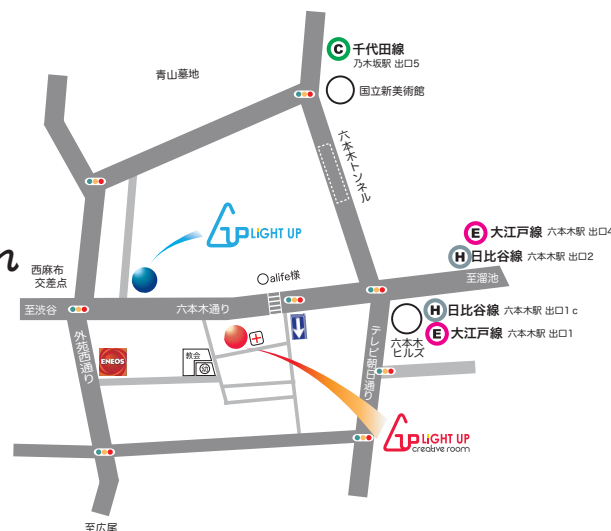 C 千代田線
乃木坂駅 出口5
青山墓地
国立新美術館
六本木トンネル
UP LiGHT UP
E 大江戸線 六本木駅 出口4
H 日比谷線 六本木駅 出口2
西麻布
交差点
alife様
至溜池
至渋谷
六本木通り
H 日比谷線 六本木駅 出口1c
E 大江戸線 六本木駅 出口1
六本木
ヒルズ
外苑西通り
テレビ朝日通り
ENEOS
教会
UP LiGHT UP
creative room
至広尾